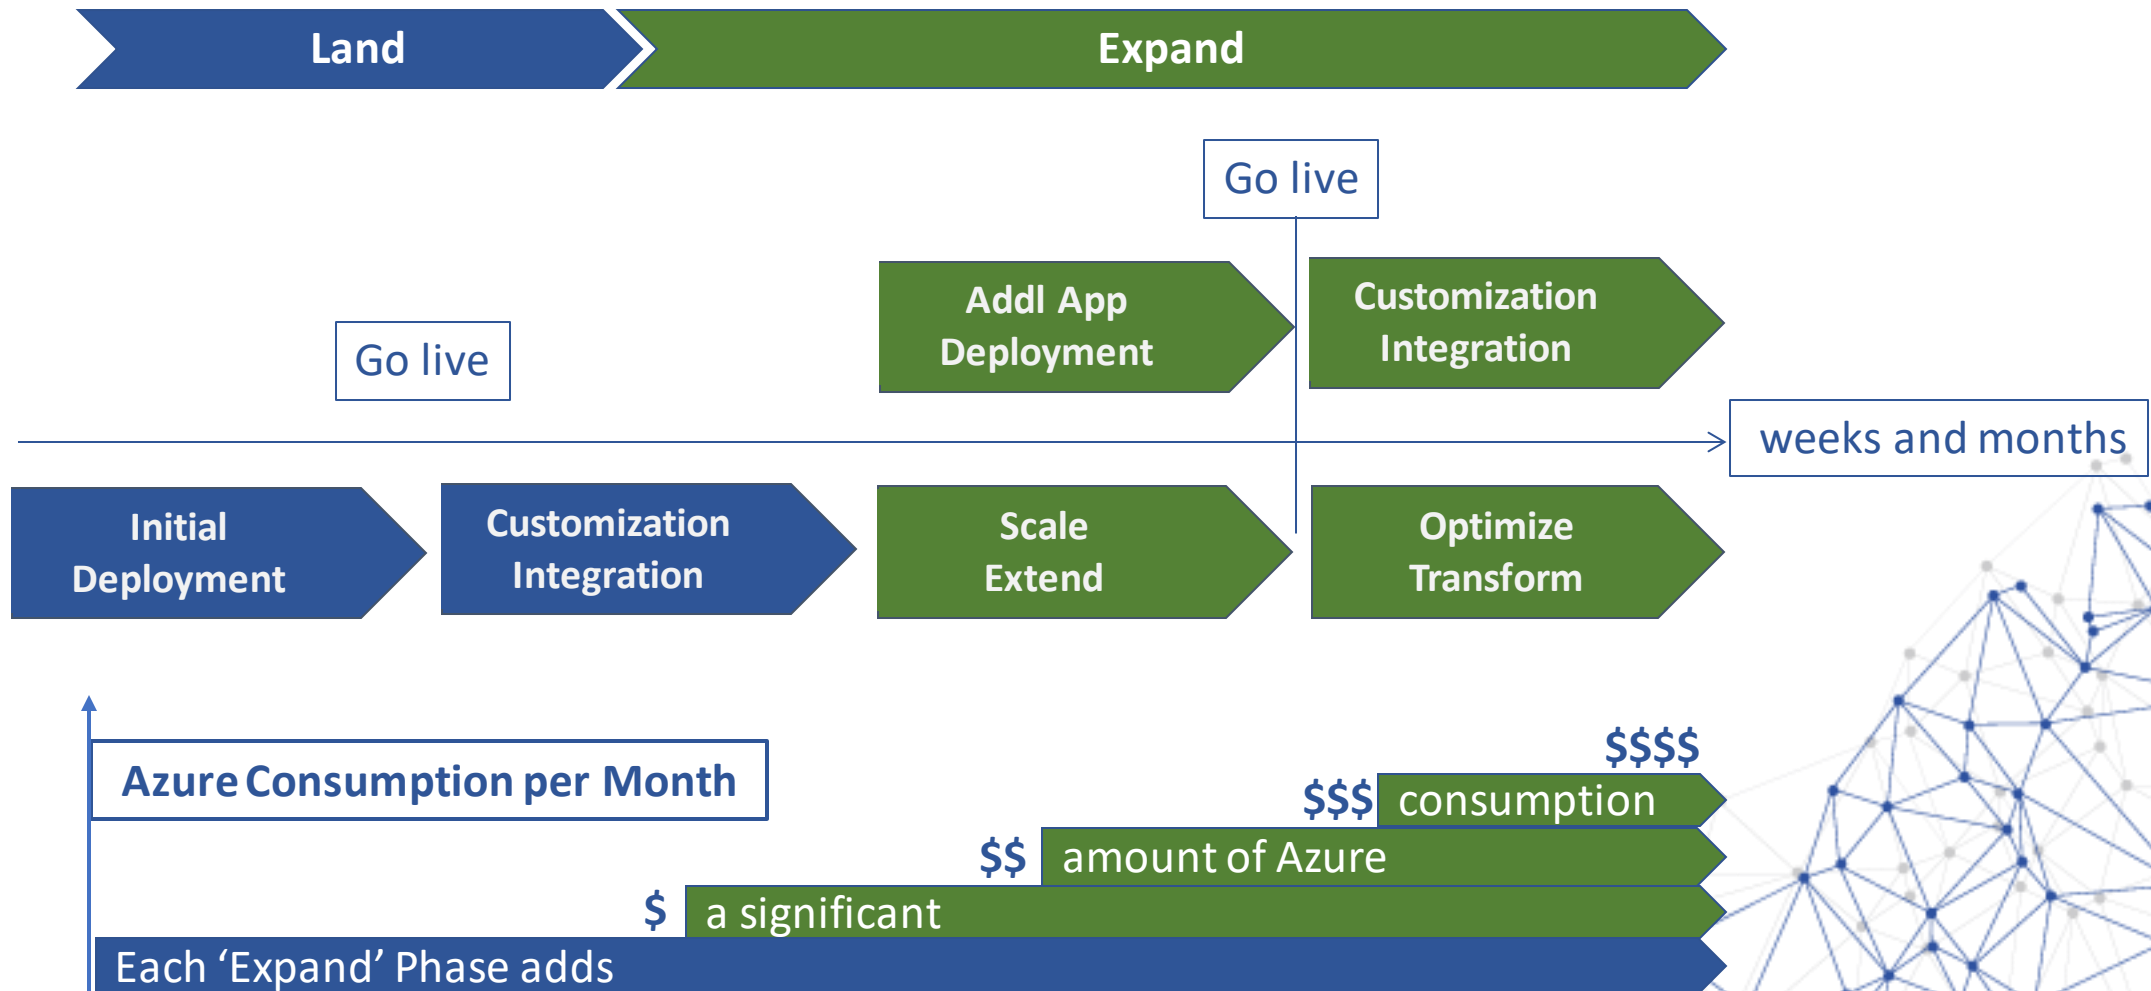 Land
Expand
Go live
Addl App
Deployment
Customization
Integration
Go live
weeks and months
Initial
Deployment
Customization
Integration
Scale
Extend
Optimize
Transform
Azure Consumption per Month
$$$$
$$$ consumption
$$ amount of Azure
$ a significant
Each ‘Expand’ Phase adds